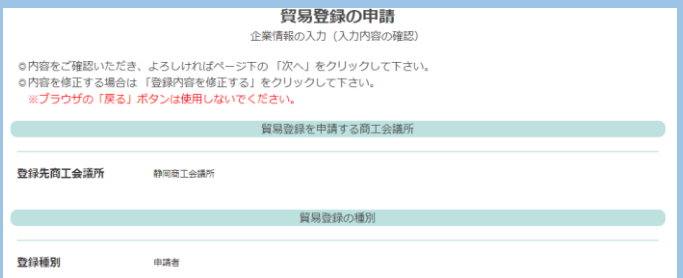 貿易登録の申請
企業情報の入力（入力内容の確認）
◎内容をご確認いただき、よろしければページ下の「次へ」をクリックして下さい。
◎内容を修正する場合は「登録内容を修正する」をクリックして下さい。
※ブラウザの「戻る」ボタンは使用しないでください。
貿易登録を申請する商工会議所
登録先商工会議所 静岡商工会議所
貿易登録の種別
登録種別 申請者